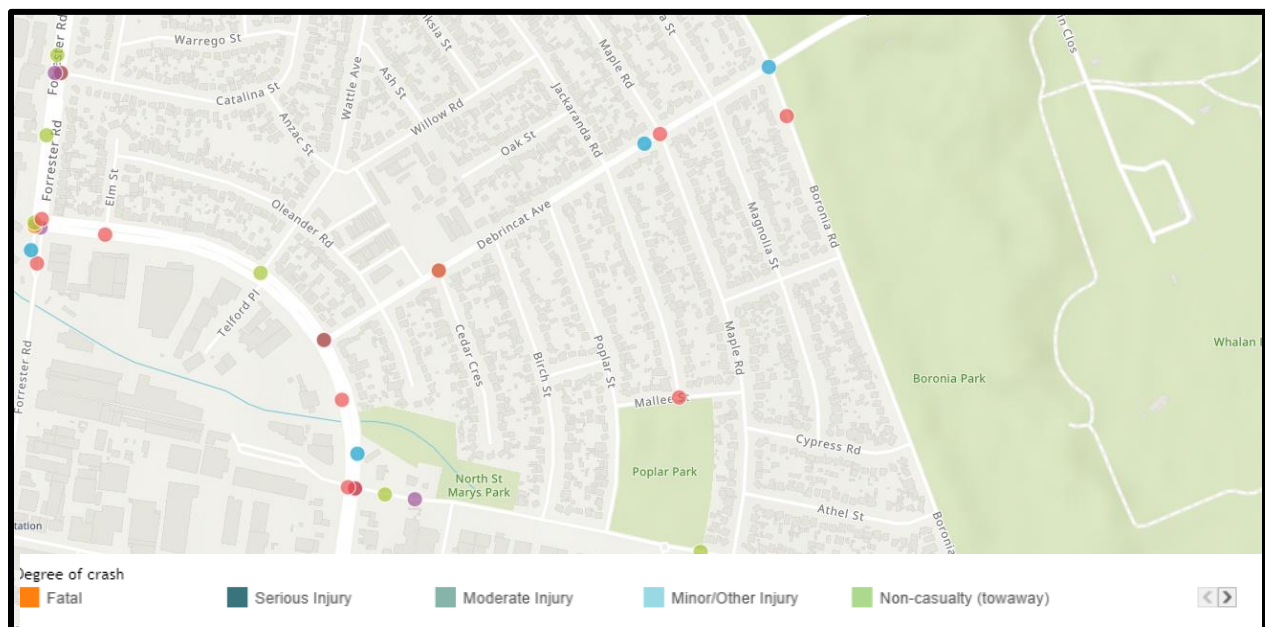 Forrester Rd
Warrego St
Maple Rd
Catalina St
Wattle Ave
Ash St
Willow Rd
Jackaranda Rd
Anzac St
Oak St
Forrester Rd
Elm St
Oleander Rd
Debrincat Ave
Magnolia St
Boronia Rd
Telford Pl
Forrester Rd
Cedar Cres
Birch St
Poplar St
Maple Rd
Mallee St
Whalan
Boronia Park
Cypress Rd
Poplar Park
North St
Marys Park
Athel St
Boronia
tation
Degree of crash
Fatal
Serious Injury
Moderate Injury
Minor/Other Injury
Non-casualty (towaway)